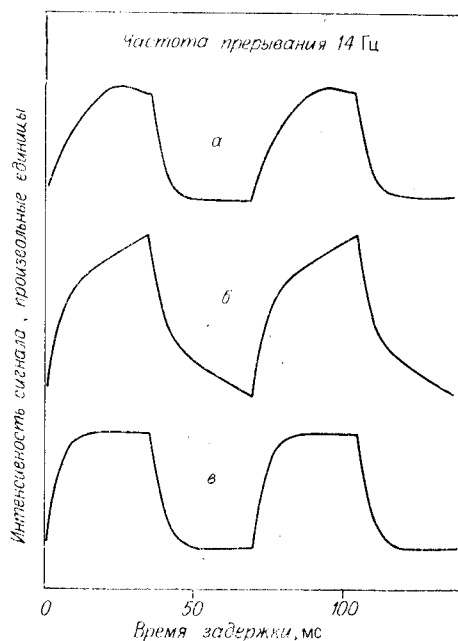 Частота прерывания 14 Гц
Интенсивность сигнала, произвольные единицы
а
б
в
0
50
100
Время задержки, мс